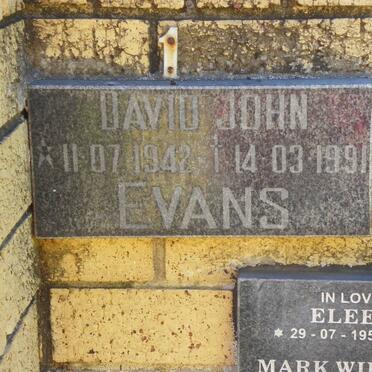 1
DAVID JOHN
* 11-07-1942 † 14-03-1991
EVANS
IN LOV
ELEE
* 29 - 07 - 195
MARK WI